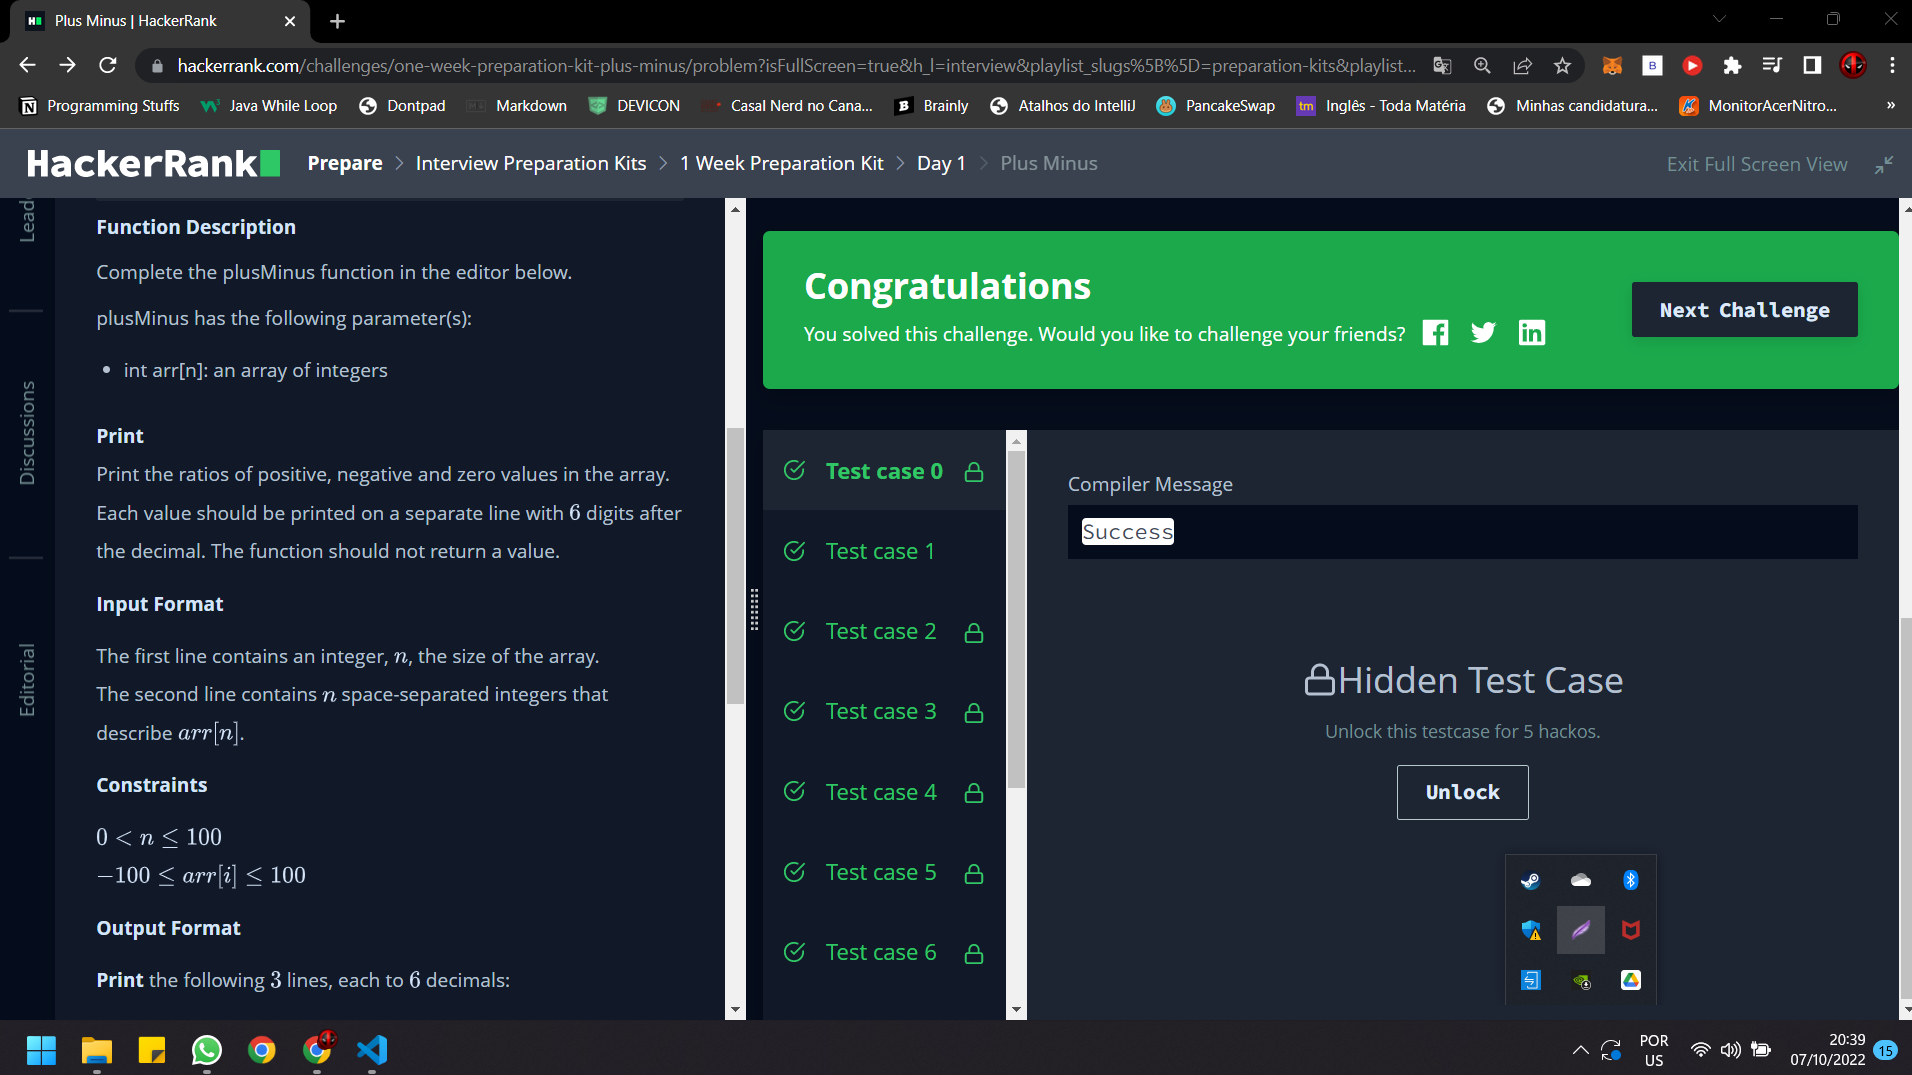 Plus Minus | HackerRank
hackerrank.com/challenges/one-week-preparation-kit-plus-minus/problem?isFullScreen=true&h_l=interview&playlist_slugs%5B%5D=preparation-kits&playlist...
Programming Stuffs
Java While Loop
Dontpad
Markdown
DEVICON
Casal Nerd no Cana...
Brainly
Atalhos do IntelliJ
PancakeSwap
tm
Inglês - Toda Matéria
Minhas candidatura...
MonitorAcerNitro...
»
HackerRank
Prepare > Interview Preparation Kits > 1 Week Preparation Kit > Day 1 > Plus Minus
Exit Full Screen View
Lead
Discussions
Editorial
Function Description
Complete the plusMinus function in the editor below.
plusMinus has the following parameter(s):
• int arr[n]: an array of integers
Print
Print the ratios of positive, negative and zero values in the array.
Each value should be printed on a separate line with 6 digits after
the decimal. The function should not return a value.
Input Format
The first line contains an integer, n, the size of the array.
The second line contains n space-separated integers that
describe arr[n].
Constraints
0 < n ≤ 100
−100 ≤ arr[i] ≤ 100
Output Format
Print the following 3 lines, each to 6 decimals:
Congratulations
You solved this challenge. Would you like to challenge your friends?
Next Challenge
Test case 0
Test case 1
Test case 2
Test case 3
Test case 4
Test case 5
Test case 6
Compiler Message
Success
Hidden Test Case
Unlock this testcase for 5 hackos.
Unlock
POR
US
20:39
07/10/2022
15